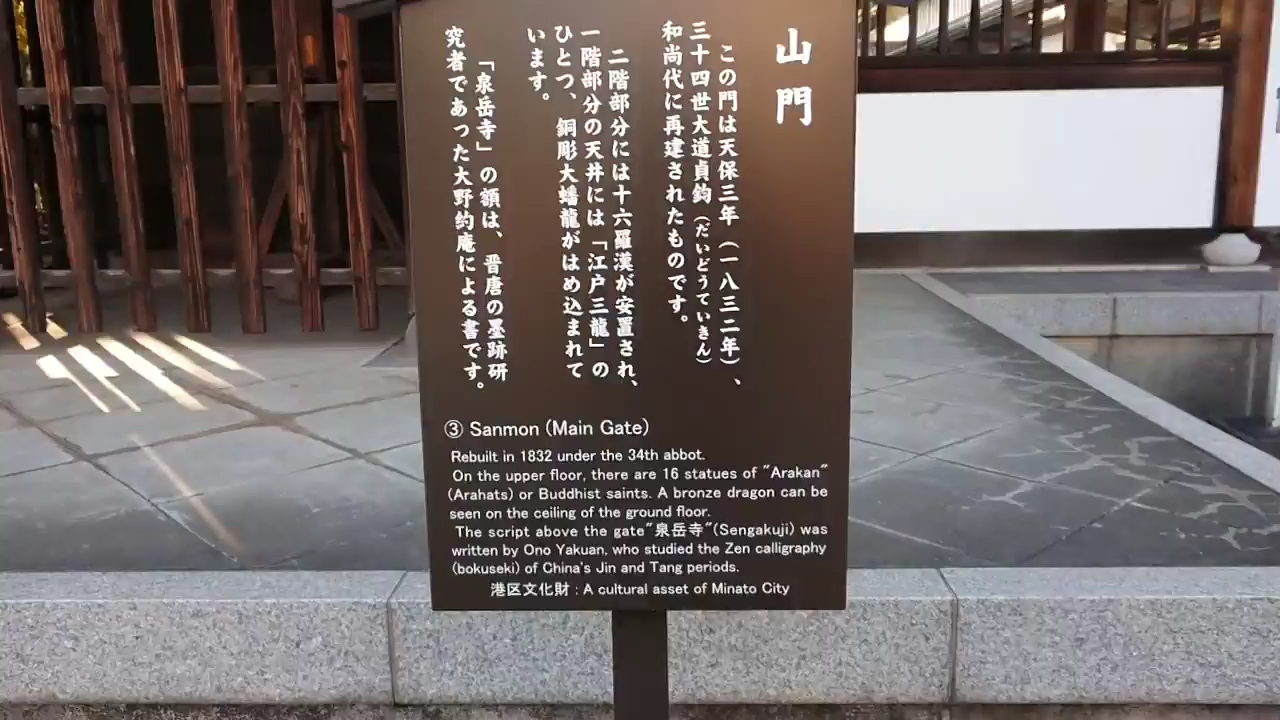 山門
この門は天保三年（一八三二年）、
三十四世大道貞鈞（だいどうていきん）
和尚代に再建されたものです。
二階部分には十六羅漢が安置され、
一階部分の天井には「江戸三龍」の
ひとつ、銅彫大蟠龍がはめ込まれて
います。
「泉岳寺」の額は、晋唐の墨跡研
究者であった大野約庵による書です。
③ Sanmon (Main Gate)
Rebuilt in 1832 under the 34th abbot.
On the upper floor, there are 16 statues of "Arakan"
(Arahats) or Buddhist saints. A bronze dragon can be
seen on the ceiling of the ground floor.
The script above the gate"泉岳寺"(Sengakuji) was
written by Ono Yakuan, who studied the Zen calligraphy
(bokuseki) of China's Jin and Tang periods.
港区文化財 : A cultural asset of Minato City